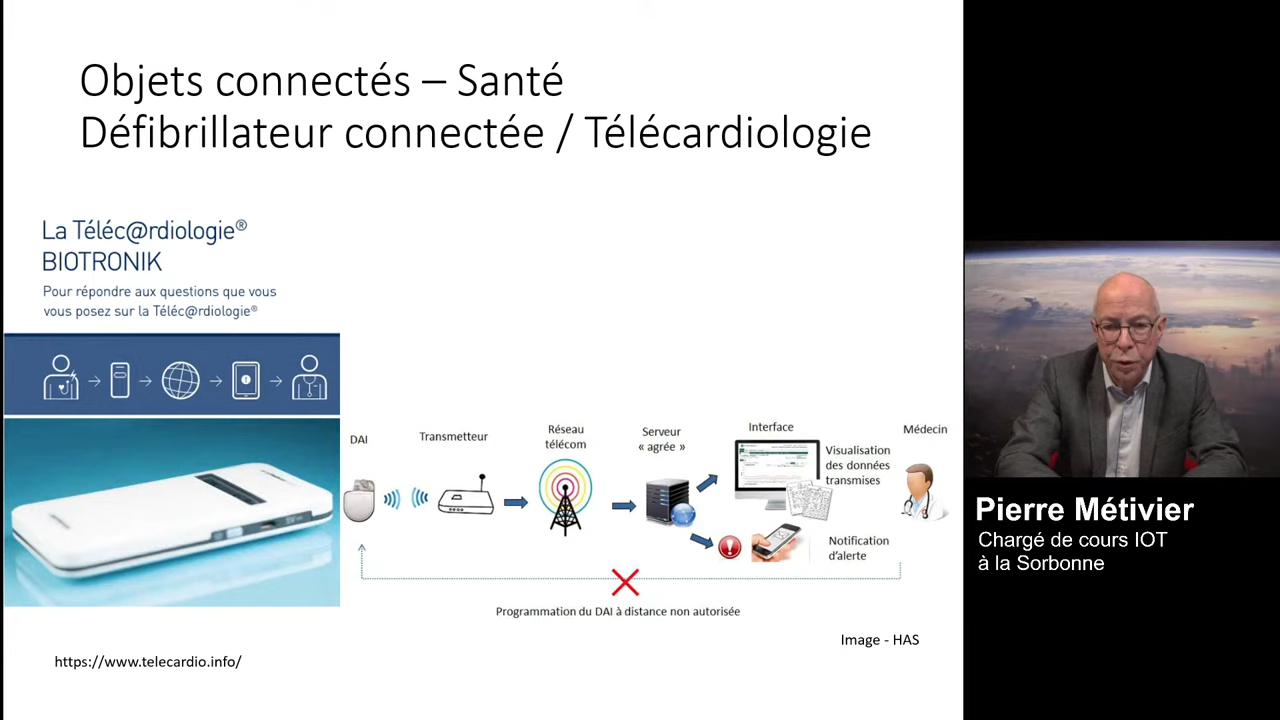 Objets connectés – Santé
Défibrillateur connectée / Télécardiologie
La Téléc@rdiologie®
BIOTRONIK
Pour répondre aux questions que vous
vous posez sur la Téléc@rdiologie®
DAI
Transmetteur
Réseau
télécom
Serveur
« agrée »
Interface
Visualisation
des données
transmises
Médecin
Notification
d'alerte
Programmation du DAI à distance non autorisée
Image - HAS
https://www.telecardio.info/
Pierre Métivier
Chargé de cours IOT
à la Sorbonne